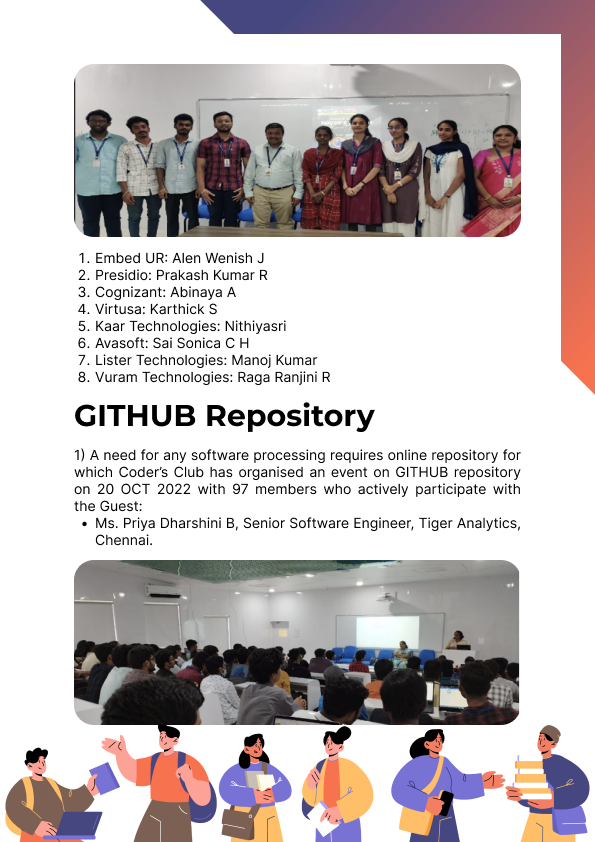 1. Embed UR: Alen Wenish J
2. Presidio: Prakash Kumar R
3. Cognizant: Abinaya A
4. Virtusa: Karthick S
5. Kaar Technologies: Nithiyasri
6. Avasoft: Sai Sonica C H
7. Lister Technologies: Manoj Kumar
8. Vuram Technologies: Raga Ranjini R
GITHUB Repository
1) A need for any software processing requires online repository for
which Coder’s Club has organised an event on GITHUB repository
on 20 OCT 2022 with 97 members who actively participate with
the Guest:
• Ms. Priya Dharshini B, Senior Software Engineer, Tiger Analytics,
Chennai.